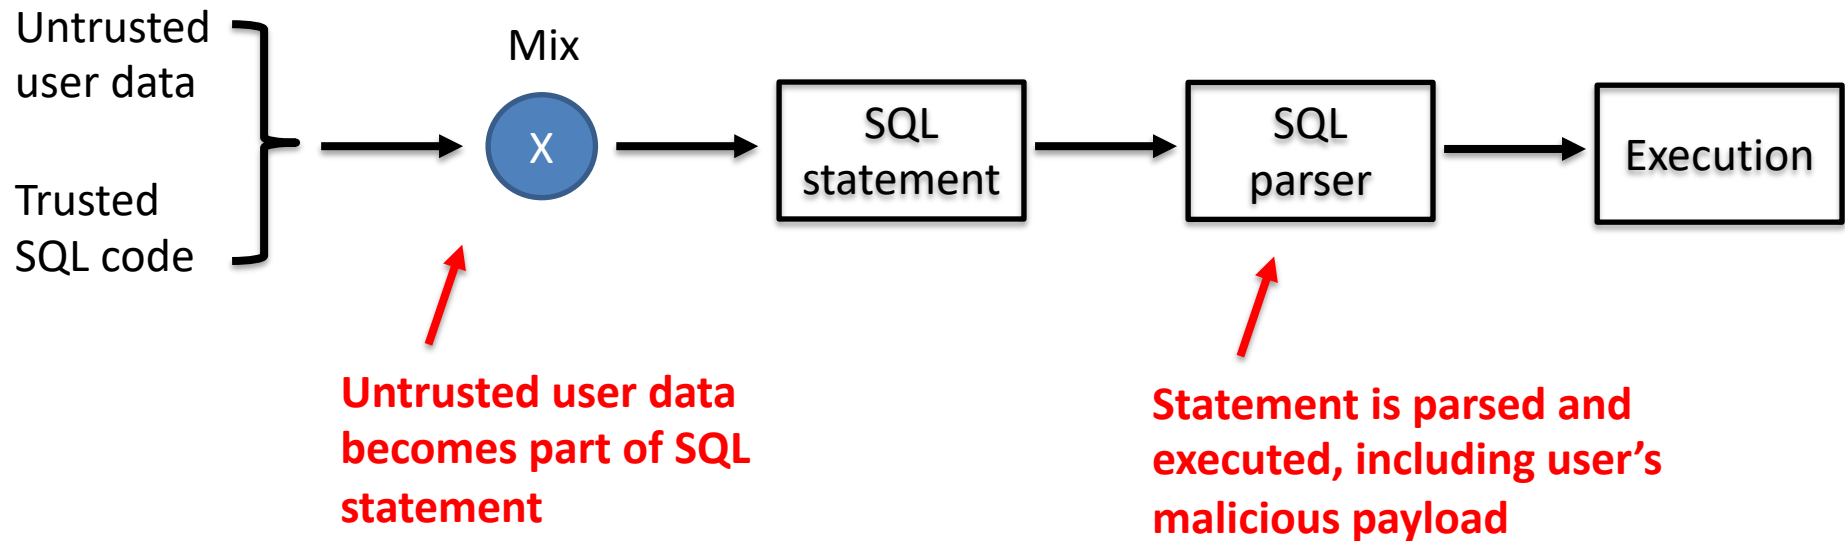 Untrusted
user data
Trusted
SQL code
Mix
X
SQL
statement
SQL
parser
Execution
Untrusted user data
becomes part of SQL
statement
Statement is parsed and
executed, including user’s
malicious payload